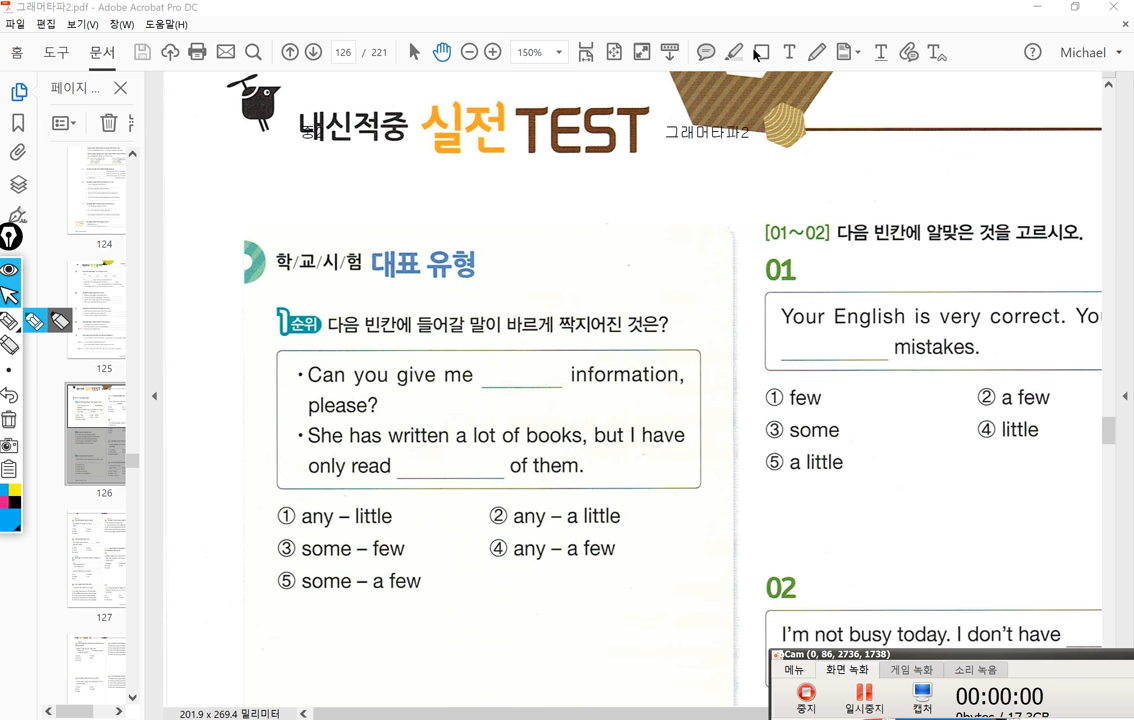 그래머타파2.pdf - Adobe Acrobat Pro DC
파일 편집 보기(V) 창(W) 도움말(H)
홈 도구 문서 126 / 221 150% Michael
페이지 ...
124
125
126
127
내신적중 실전 TEST 그래머타파2
학/교/시/험 대표 유형
1순위 다음 빈칸에 들어갈 말이 바르게 짝지어진 것은?
·Can you give me ________ information,
please?
·She has written a lot of books, but I have
only read ________ of them.
① any – little ② any – a little
③ some – few ④ any – a few
⑤ some – a few
[01~02] 다음 빈칸에 알맞은 것을 고르시오.
01
Your English is very correct. Yo
________ mistakes.
① few ② a few
③ some ④ little
⑤ a little
02
I'm not busy today. I don't have
oCam (0, 86, 2736, 1738)
메뉴 화면 녹화 게임 녹화 소리 녹음
중지 일시중지 캡처 00:00:00
0bytes / 17.3GB
201.9 x 269.4 밀리미터